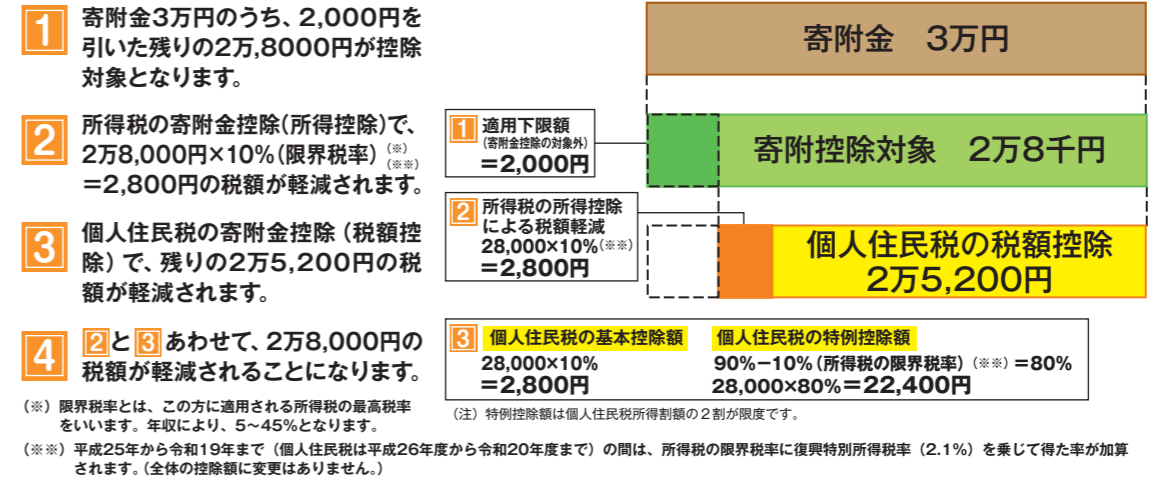 1 寄附金3万円のうち、2,000円を
引いた残りの2万,8000円が控除
対象となります。
2 所得税の寄附金控除(所得控除)で、
2万8,000円×10%(限界税率)(※)(※※)
=2,800円の税額が軽減されます。
3 個人住民税の寄附金控除(税額控
除)で、残りの2万5,200円の税
額が軽減されます。
4 2と3あわせて、2万8,000円の
税額が軽減されることになります。
(※)限界税率とは、この方に適用される所得税の最高税率
をいいます。年収により、5~45%となります。
寄附金 3万円
1 適用下限額
(寄附金控除の対象外)
=2,000円
寄附控除対象 2万8千円
2 所得税の所得控除
による税額軽減
28,000×10%(※※)
=2,800円
個人住民税の税額控除
2万5,200円
3 個人住民税の基本控除額
28,000×10%
=2,800円
個人住民税の特例控除額
90%-10%(所得税の限界税率)(※※)=80%
28,000×80%=22,400円
(注)特例控除額は個人住民税所得割額の2割が限度です。
(※※)平成25年から令和19年まで(個人住民税は平成26年度から令和20年度まで)の間は、所得税の限界税率に復興特別所得税率(2.1%)を乗じて得た率が加算
されます。(全体の控除額に変更はありません。)